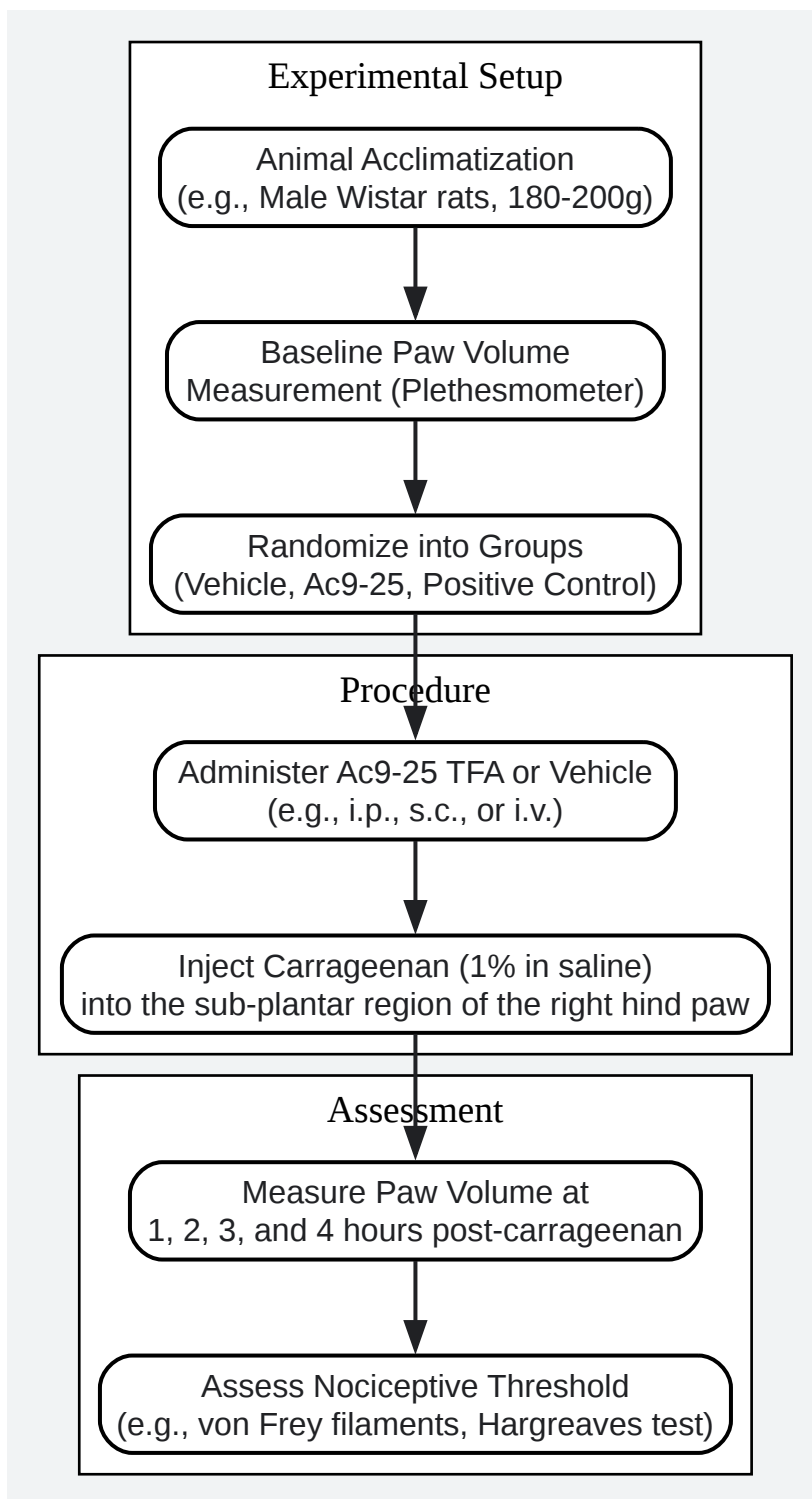 Experimental Setup
Animal Acclimatization
(e.g., Male Wistar rats, 180-200g)
Baseline Paw Volume
Measurement (Plethesmometer)
Randomize into Groups
(Vehicle, Ac9-25, Positive Control)
Procedure
Administer Ac9-25 TFA or Vehicle
(e.g., i.p., s.c., or i.v.)
Inject Carrageenan (1% in saline)
into the sub-plantar region of the right hind paw
Assessment
Measure Paw Volume at
1, 2, 3, and 4 hours post-carrageenan
Assess Nociceptive Threshold
(e.g., von Frey filaments, Hargreaves test)